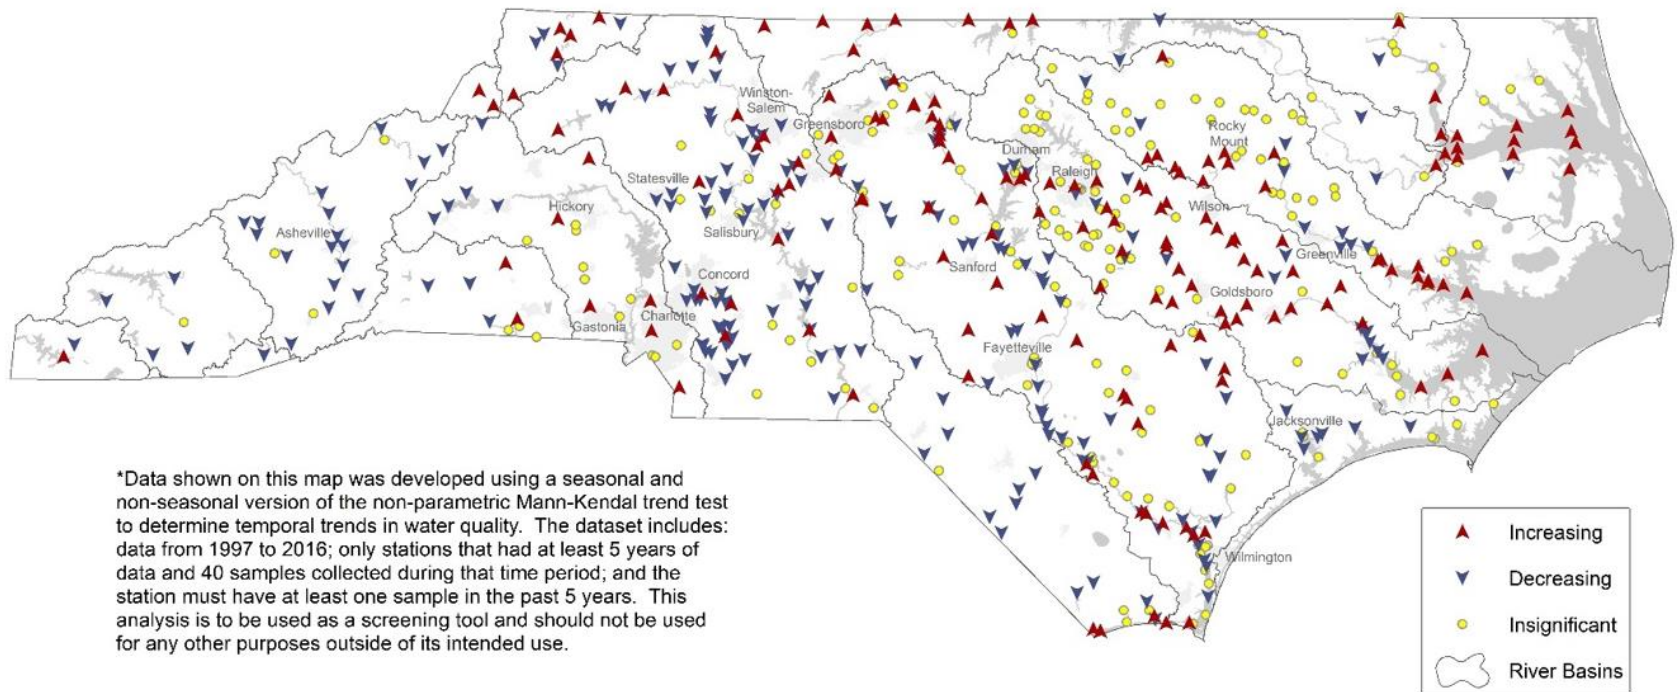 Winston-
Salem
Greensboro
Durham
Rocky
Mount
Raleigh
Statesville
Hickory
Wilson
Asheville
Salisbury
Greenville
Sanford
Concord
Goldsboro
Charlotte
Gastonia
Fayetteville
Jacksonville
Wilmington
*Data shown on this map was developed using a seasonal and
non-seasonal version of the non-parametric Mann-Kendal trend test
to determine temporal trends in water quality. The dataset includes:
data from 1997 to 2016; only stations that had at least 5 years of
data and 40 samples collected during that time period; and the
station must have at least one sample in the past 5 years. This
analysis is to be used as a screening tool and should not be used
for any other purposes outside of its intended use.
Increasing
Decreasing
Insignificant
River Basins